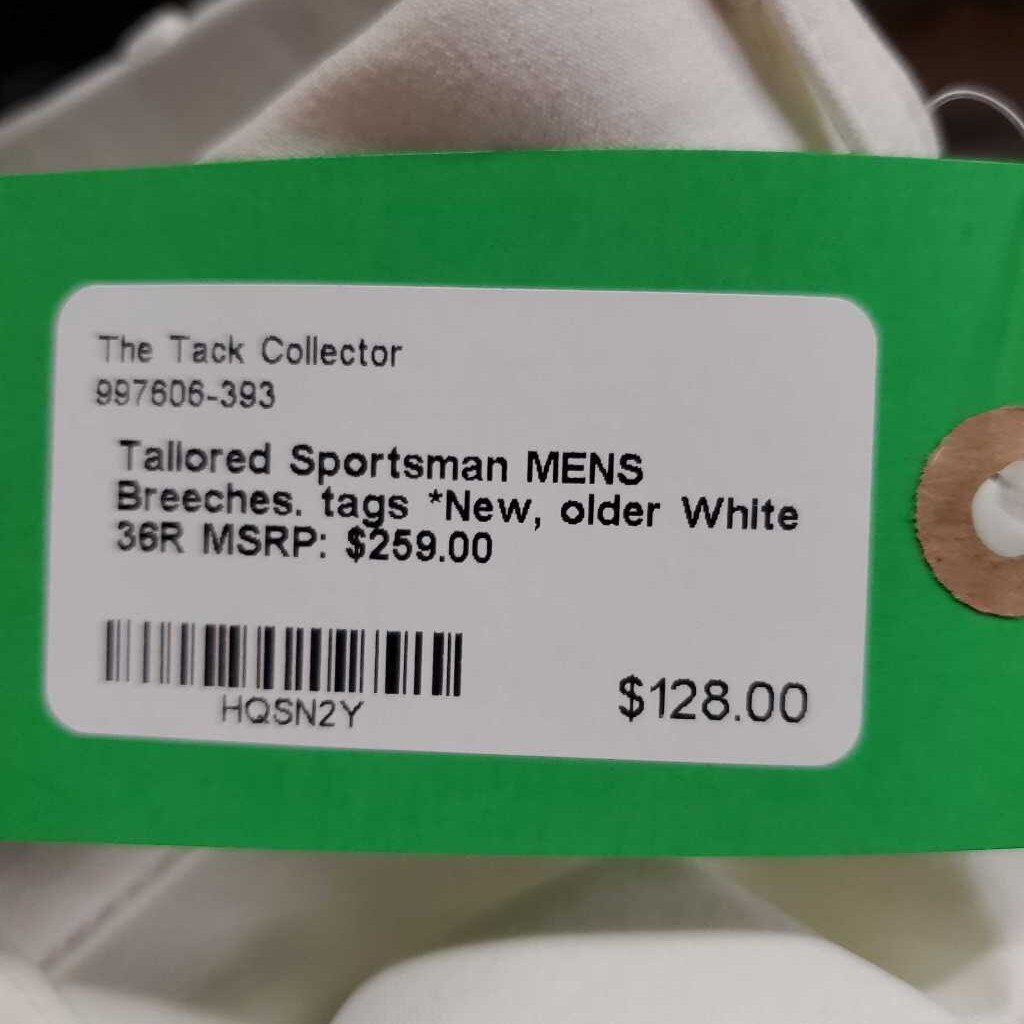 The Tack Collector
997606-393
Tailored Sportsman MENS
Breeches. tags *New, older White
36R MSRP: $259.00
HQSN2Y
$128.00